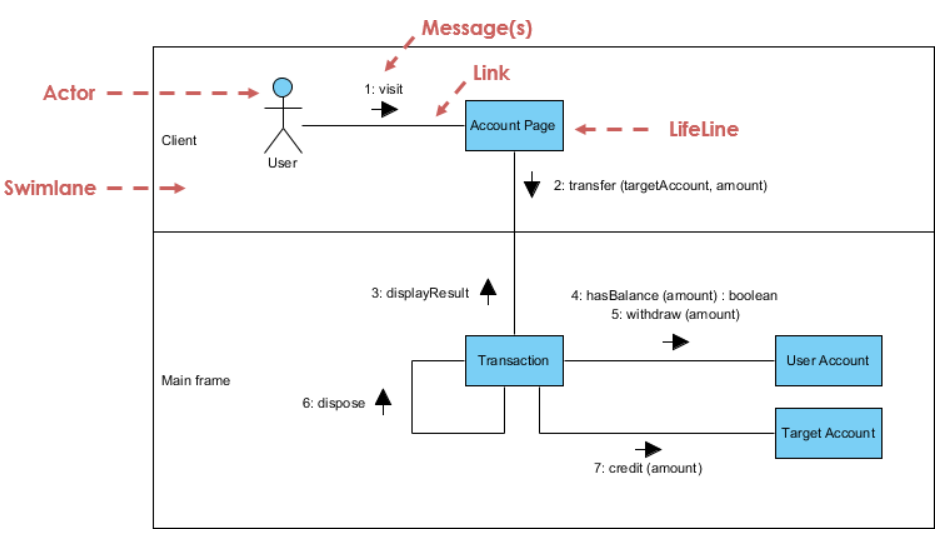 Message(s)
Link
Actor
1: visit
Account Page
LifeLine
Client
User
Swimlane
2: transfer (targetAccount, amount)
3: displayResult
4: hasBalance (amount) : boolean
5: withdraw (amount)
Transaction
User Account
Main frame
6: dispose
Target Account
7: credit (amount)